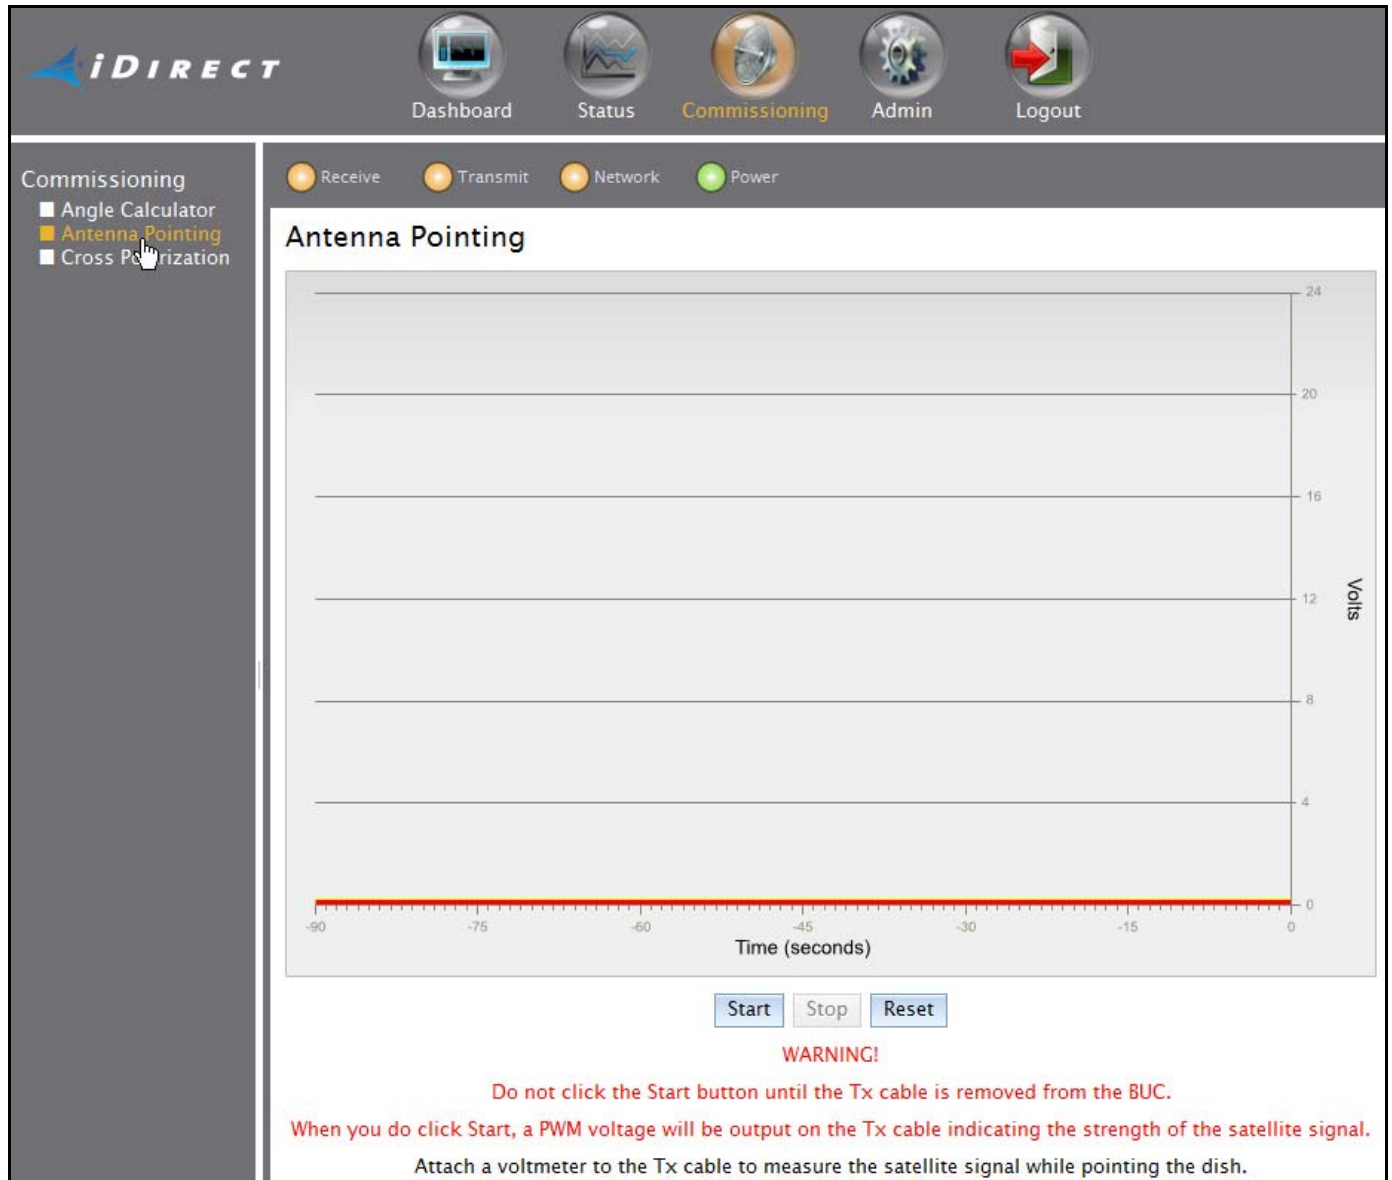 iDIRECT
Dashboard Status Commissioning Admin Logout
Commissioning
Angle Calculator
Antenna Pointing
Cross Po rization
Receive Transmit Network Power
Antenna Pointing
24
20
16
12
8
4
0
Volts
-90 -75 -60 -45 -30 -15 0
Time (seconds)
Start Stop Reset
WARNING!
Do not click the Start button until the Tx cable is removed from the BUC.
When you do click Start, a PWM voltage will be output on the Tx cable indicating the strength of the satellite signal.
Attach a voltmeter to the Tx cable to measure the satellite signal while pointing the dish.